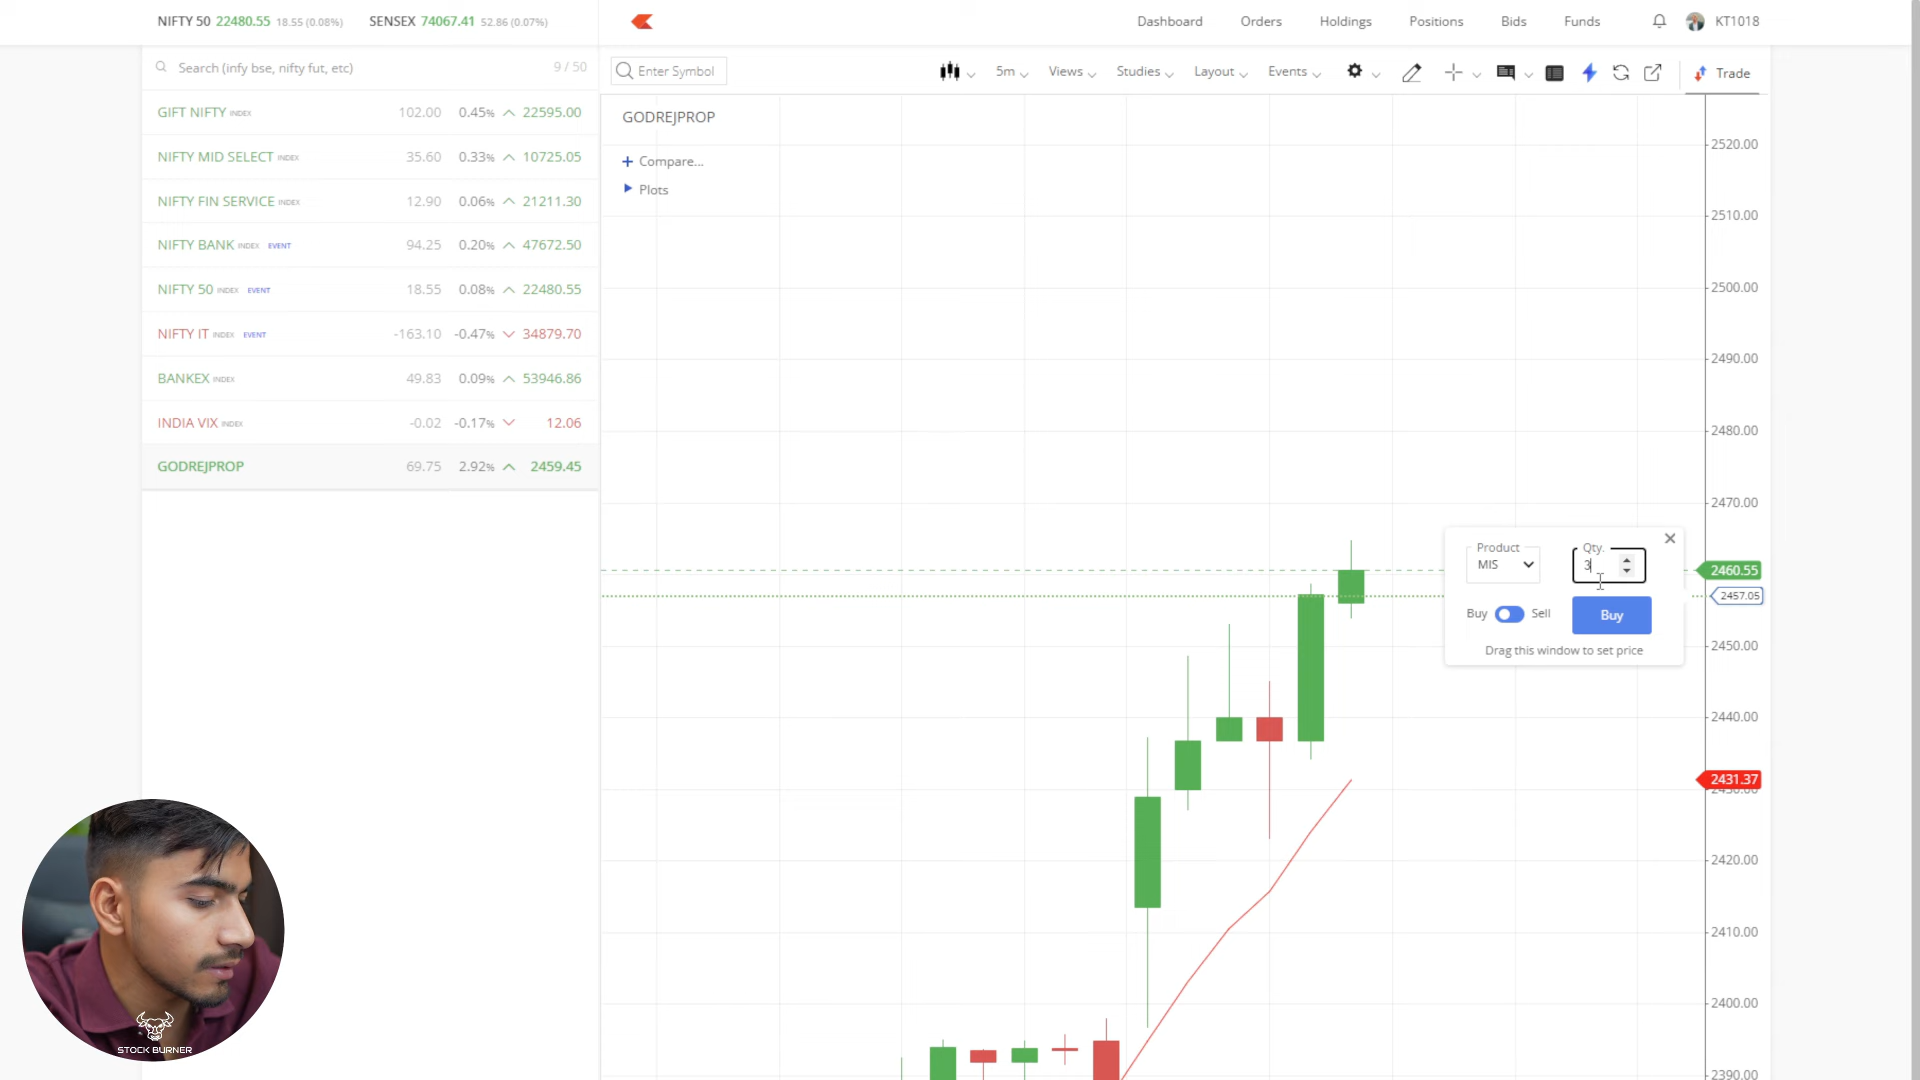 NIFTY 50 22480.55 18.55 (0.08%) SENSEX 74067.41 52.86 (0.07%)
Dashboard Orders Holdings Positions Bids Funds KT1018
Search (infy bse, nifty fut, etc) 9 / 50
Enter Symbol 5m Views Studies Layout Events Trade
GIFT NIFTY INDEX 102.00 0.45% 22595.00
NIFTY MID SELECT INDEX 35.60 0.33% 10725.05
NIFTY FIN SERVICE INDEX 12.90 0.06% 21211.30
NIFTY BANK INDEX EVENT 94.25 0.20% 47672.50
NIFTY 50 INDEX EVENT 18.55 0.08% 22480.55
NIFTY IT INDEX EVENT -163.10 -0.47% 34879.70
BANKEX INDEX 49.83 0.09% 53946.86
INDIA VIX INDEX -0.02 -0.17% 12.06
GODREJPROP 69.75 2.92% 2459.45
GODREJPROP
Compare...
Plots
2520.00
2510.00
2500.00
2490.00
2480.00
2470.00
2460.55
2457.05
2450.00
2440.00
2431.37
2430.00
2420.00
2410.00
2400.00
2390.00
Product Qty.
MIS 3
Buy Sell Buy
Drag this window to set price
STOCK BURNER